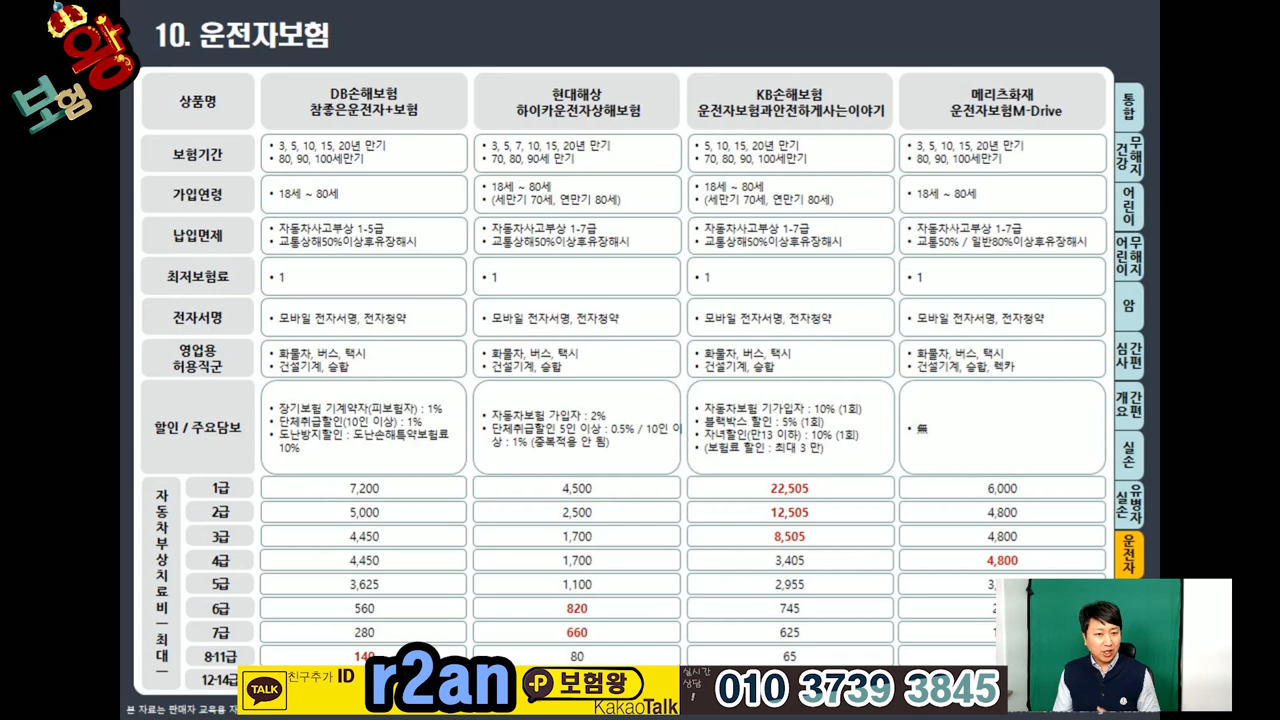 보험왕
10. 운전자보험
상품명
DB손해보험
참좋은운전자+보험
현대해상
하이카운전자상해보험
KB손해보험
운전자보험과안전하게사는이야기
메리츠화재
운전자보험M-Drive
보험기간
• 3, 5, 10, 15, 20년 만기
• 80, 90, 100세만기
• 3, 5, 7, 10, 15, 20년 만기
• 70, 80, 90세 만기
• 5, 10, 15, 20년 만기
• 70, 80, 90, 100세만기
• 3, 5, 10, 15, 20년 만기
• 80, 90, 100세만기
가입연령
• 18세 ~ 80세
• 18세 ~ 80세
• (세만기 70세, 연만기 80세)
• 18세 ~ 80세
• (세만기 70세, 연만기 80세)
• 18세 ~ 80세
납입면제
• 자동차사고부상 1-5급
• 교통상해50%이상후유장해시
• 자동차사고부상 1-7급
• 교통상해50%이상후유장해시
• 자동차사고부상 1-7급
• 교통상해50%이상후유장해시
• 자동차사고부상 1-7급
• 교통50% / 일반80%이상후유장해시
최저보험료
• 1
• 1
• 1
• 1
전자서명
• 모바일 전자서명, 전자청약
• 모바일 전자서명, 전자청약
• 모바일 전자서명, 전자청약
• 모바일 전자서명, 전자청약
영업용
허용직군
• 화물차, 버스, 택시
• 건설기계, 승합
• 화물차, 버스, 택시
• 건설기계, 승합
• 화물차, 버스, 택시
• 건설기계, 승합
• 화물차, 버스, 택시
• 건설기계, 승합, 렉카
할인 / 주요담보
• 장기보험 기계약자(피보험자) : 1%
• 단체취급할인(10인 이상) : 1%
• 도난방지할인 : 도난손해특약보험료
10%
• 자동차보험 가입자 : 2%
• 단체취급할인 5인 이상 : 0.5% / 10인 이
상 : 1% (중복적용 안 됨)
• 자동차보험 기가입자 : 10% (1회)
• 블랙박스 할인 : 5% (1회)
• 자녀할인(만13 이하) : 10% (1회)
• (보험료 할인 : 최대 3 만)
• 無
자동차부상치료비ㅡ최대ㅡ
1급 7,200 4,500 22,505 6,000
2급 5,000 2,500 12,505 4,800
3급 4,450 1,700 8,505 4,800
4급 4,450 1,700 3,405 4,800
5급 3,625 1,100 2,955
6급 560 820 745
7급 280 660 625
8-11급 140 80 65
12-14급
통합
무해지 건강
어린이
무해지 어린이
암
간편 심사
간편 개요
실손
유병자 실손
운전자
TALK
친구추가 ID
r2an
보험왕
KakaoTalk
실시간
상담
!
010 3739 3845
본 자료는 판매자 교육용 자